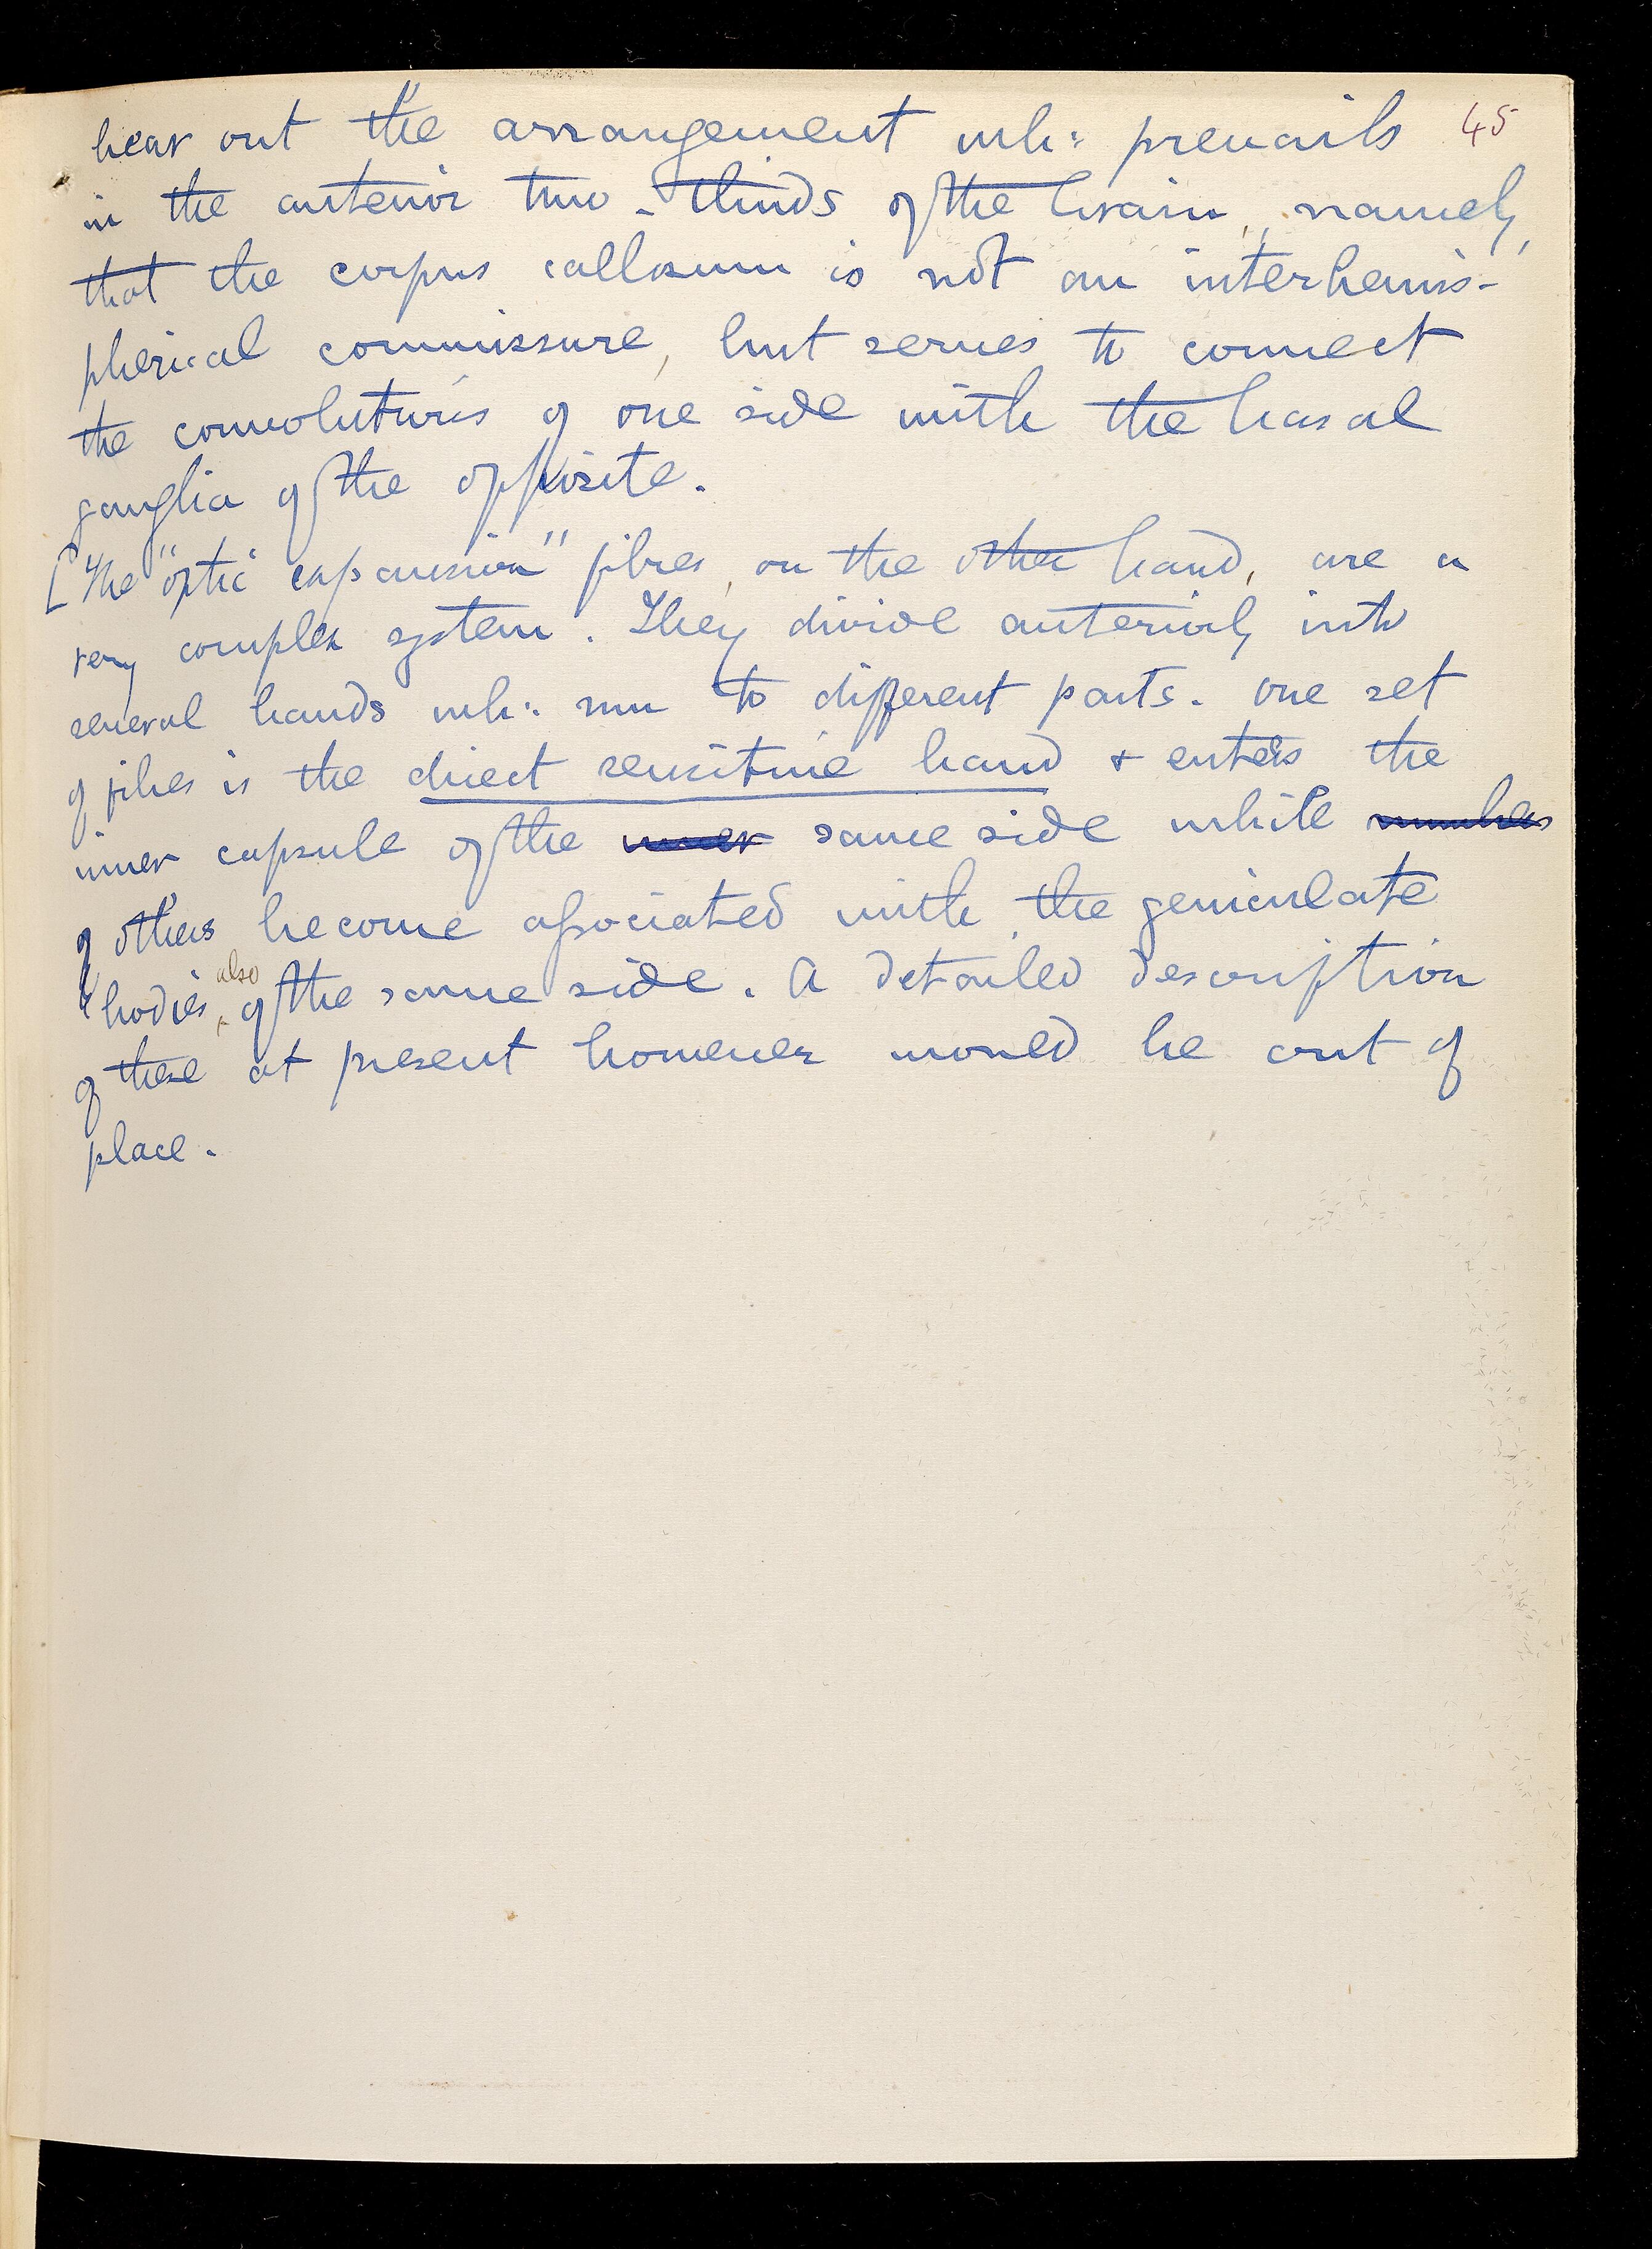 bear out the arrangement wh: prevails 45
in the anterior two-thirds of the brain, namely,
that the corpus callosum is not an interhemis-
pherical commissure, but serves to connect
the convolutions of one side with the basal
ganglia of the opposite.
[The "optic expansion" fibres, on the other hand, are a
very complex system. They divide anteriorly into
several bands wh: run to different parts. One set
of fibres is the direct sensitive band & enters the
inner capsule of the inner same side while numbers
of others become associated with the geniculate
also
bodies, of the same side. A detailed description
of these at present however would be out of
place.